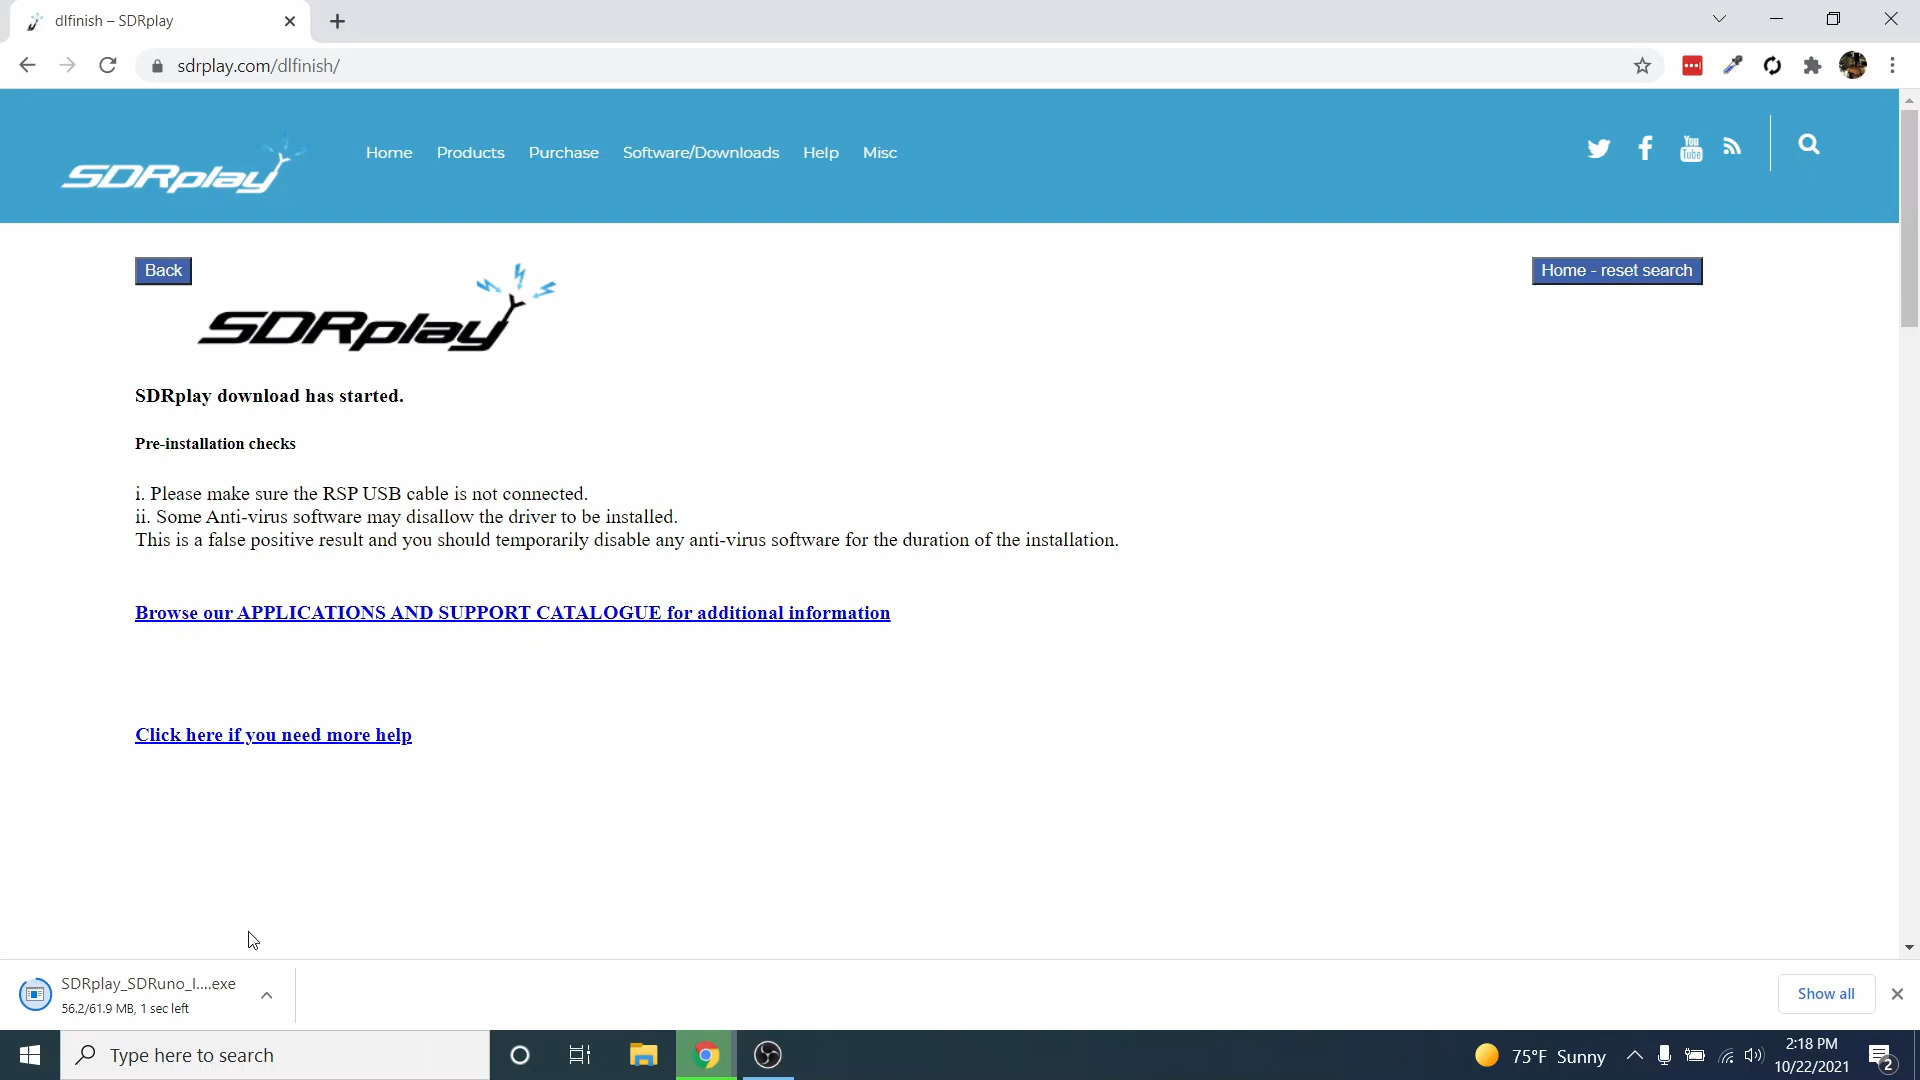 dlfinish – SDRplay
sdrplay.com/dlfinish/
SDRplay
Home
Products
Purchase
Software/Downloads
Help
Misc
You
Tube
Back
Home - reset search
SDRplay
SDRplay download has started.
Pre-installation checks
i. Please make sure the RSP USB cable is not connected.
ii. Some Anti-virus software may disallow the driver to be installed.
This is a false positive result and you should temporarily disable any anti-virus software for the duration of the installation.
Browse our APPLICATIONS AND SUPPORT CATALOGUE for additional information
Click here if you need more help
SDRplay_SDRuno_I....exe
56.2/61.9 MB, 1 sec left
Show all
Type here to search
75°F Sunny
2:18 PM
10/22/2021
2